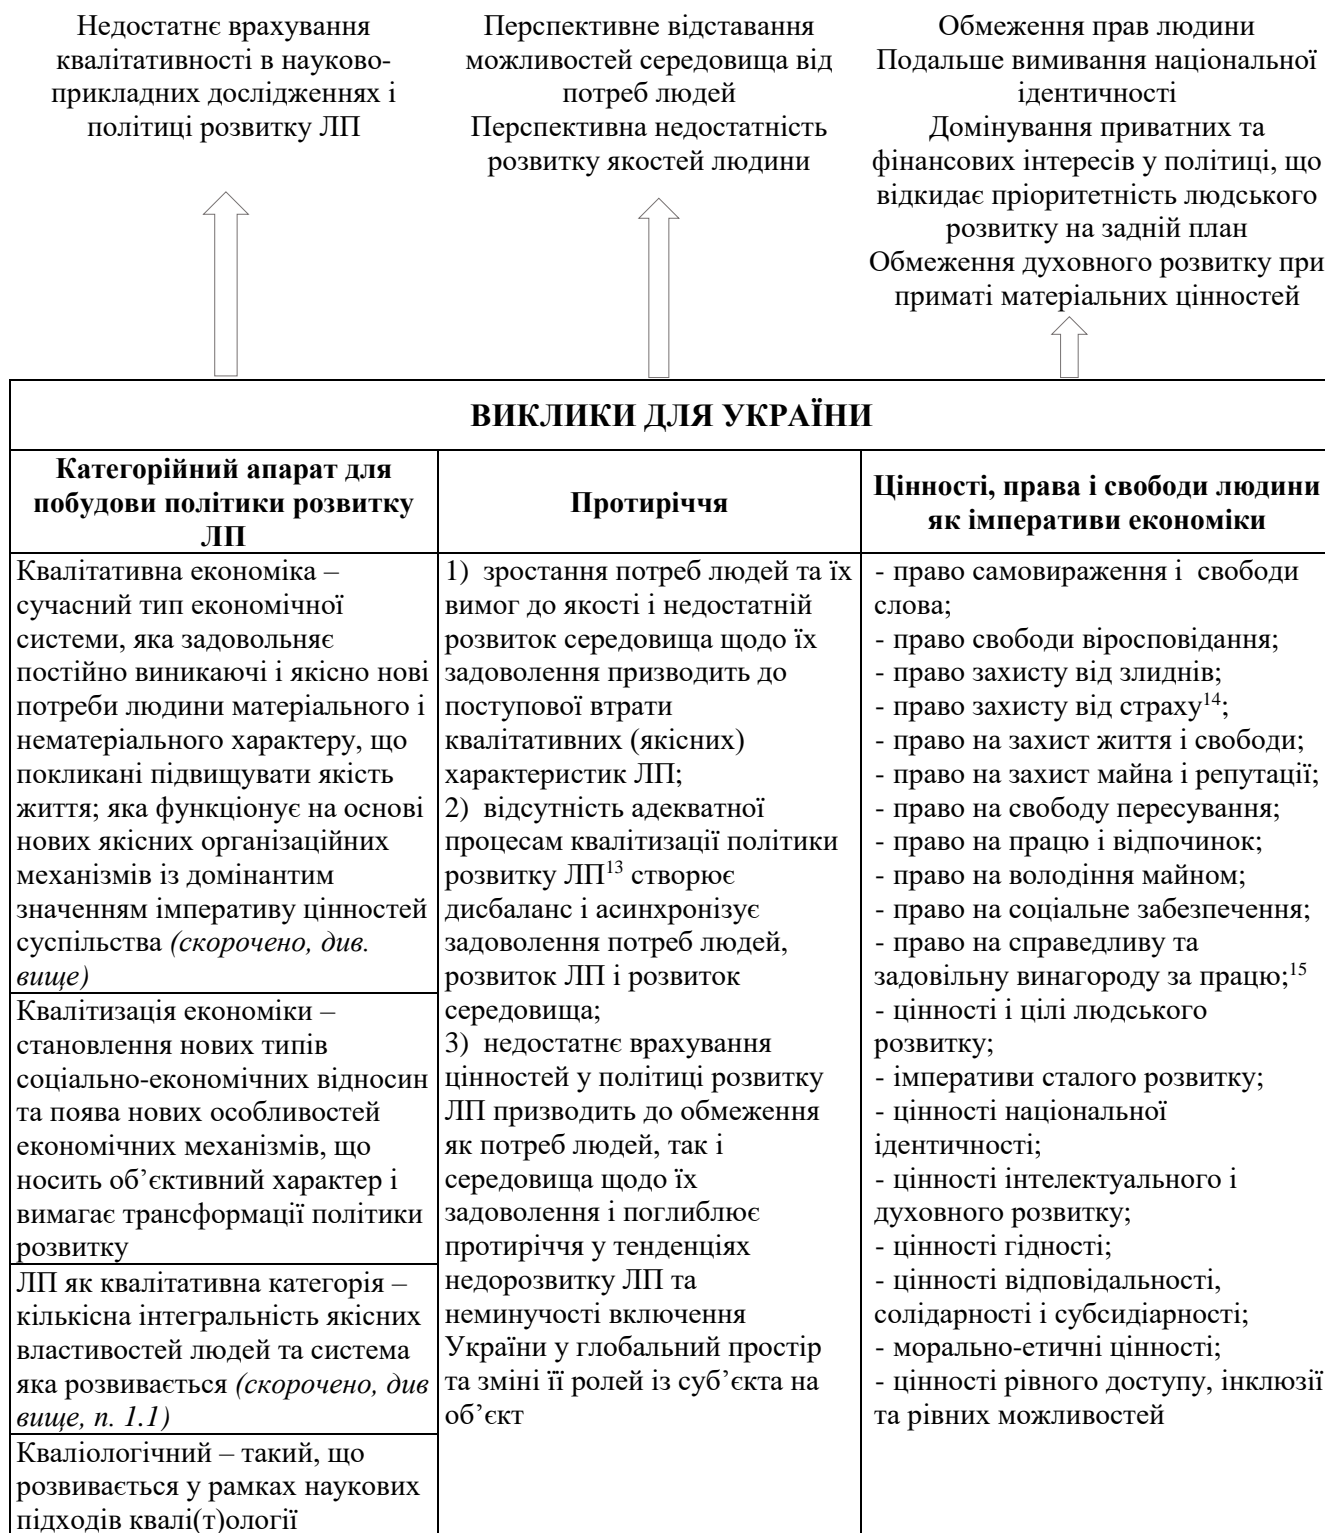 Недостатнє врахування
квалітативності в науково-
прикладних дослідженнях і
політиці розвитку ЛП
Перспективне відставання
можливостей середовища від
потреб людей
Перспективна недостатність
розвитку якостей людини
Обмеження прав людини
Подальше вимивання національної
ідентичності
Домінування приватних та
фінансових інтересів у політиці, що
відкидає пріоритетність людського
розвитку на задній план
Обмеження духовного розвитку при
приматі матеріальних цінностей
ВИКЛИКИ ДЛЯ УКРАЇНИ
Категорійний апарат для
побудови політики розвитку
ЛП
Протиріччя
Цінності, права і свободи людини
як імперативи економіки
Квалітативна економіка –
сучасний тип економічної
системи, яка задовольняє
постійно виникаючі і якісно нові
потреби людини матеріального і
нематеріального характеру, що
покликані підвищувати якість
життя; яка функціонує на основі
нових якісних організаційних
механізмів із домінантим
значенням імперативу цінностей
суспільства (скорочено, див.
вище)
Квалітизація економіки –
становлення нових типів
соціально-економічних відносин
та поява нових особливостей
економічних механізмів, що
носить об’єктивний характер і
вимагає трансформації політики
розвитку
ЛП як квалітативна категорія –
кількісна інтегральність якісних
властивостей людей та система
яка розвивається (скорочено, див
вище, п. 1.1)
Кваліологічний – такий, що
розвивається у рамках наукових
підходів квалі(т)ології
1) зростання потреб людей та їх
вимог до якості і недостатній
розвиток середовища щодо їх
задоволення призводить до
поступової втрати
квалітативних (якісних)
характеристик ЛП;
2) відсутність адекватної
процесам квалітизації політики
розвитку ЛП13 створює
дисбаланс і асинхронізує
задоволення потреб людей,
розвиток ЛП і розвиток
середовища;
3) недостатнє врахування
цінностей у політиці розвитку
ЛП призводить до обмеження
як потреб людей, так і
середовища щодо їх
задоволення і поглиблює
протиріччя у тенденціях
недорозвитку ЛП та
неминучості включення
України у глобальний простір
та зміні її ролей із суб’єкта на
об’єкт
- право самовираження і свободи
слова;
- право свободи віросповідання;
- право захисту від злиднів;
- право захисту від страху14;
- право на захист життя і свободи;
- право на захист майна і репутації;
- право на свободу пересування;
- право на працю і відпочинок;
- право на володіння майном;
- право на соціальне забезпечення;
- право на справедливу та
задовільну винагороду за працю;15
- цінності і цілі людського
розвитку;
- імперативи сталого розвитку;
- цінності національної
ідентичності;
- цінності інтелектуального і
духовного розвитку;
- цінності гідності;
- цінності відповідальності,
солідарності і субсидіарності;
- морально-етичні цінності;
- цінності рівного доступу, інклюзії
та рівних можливостей